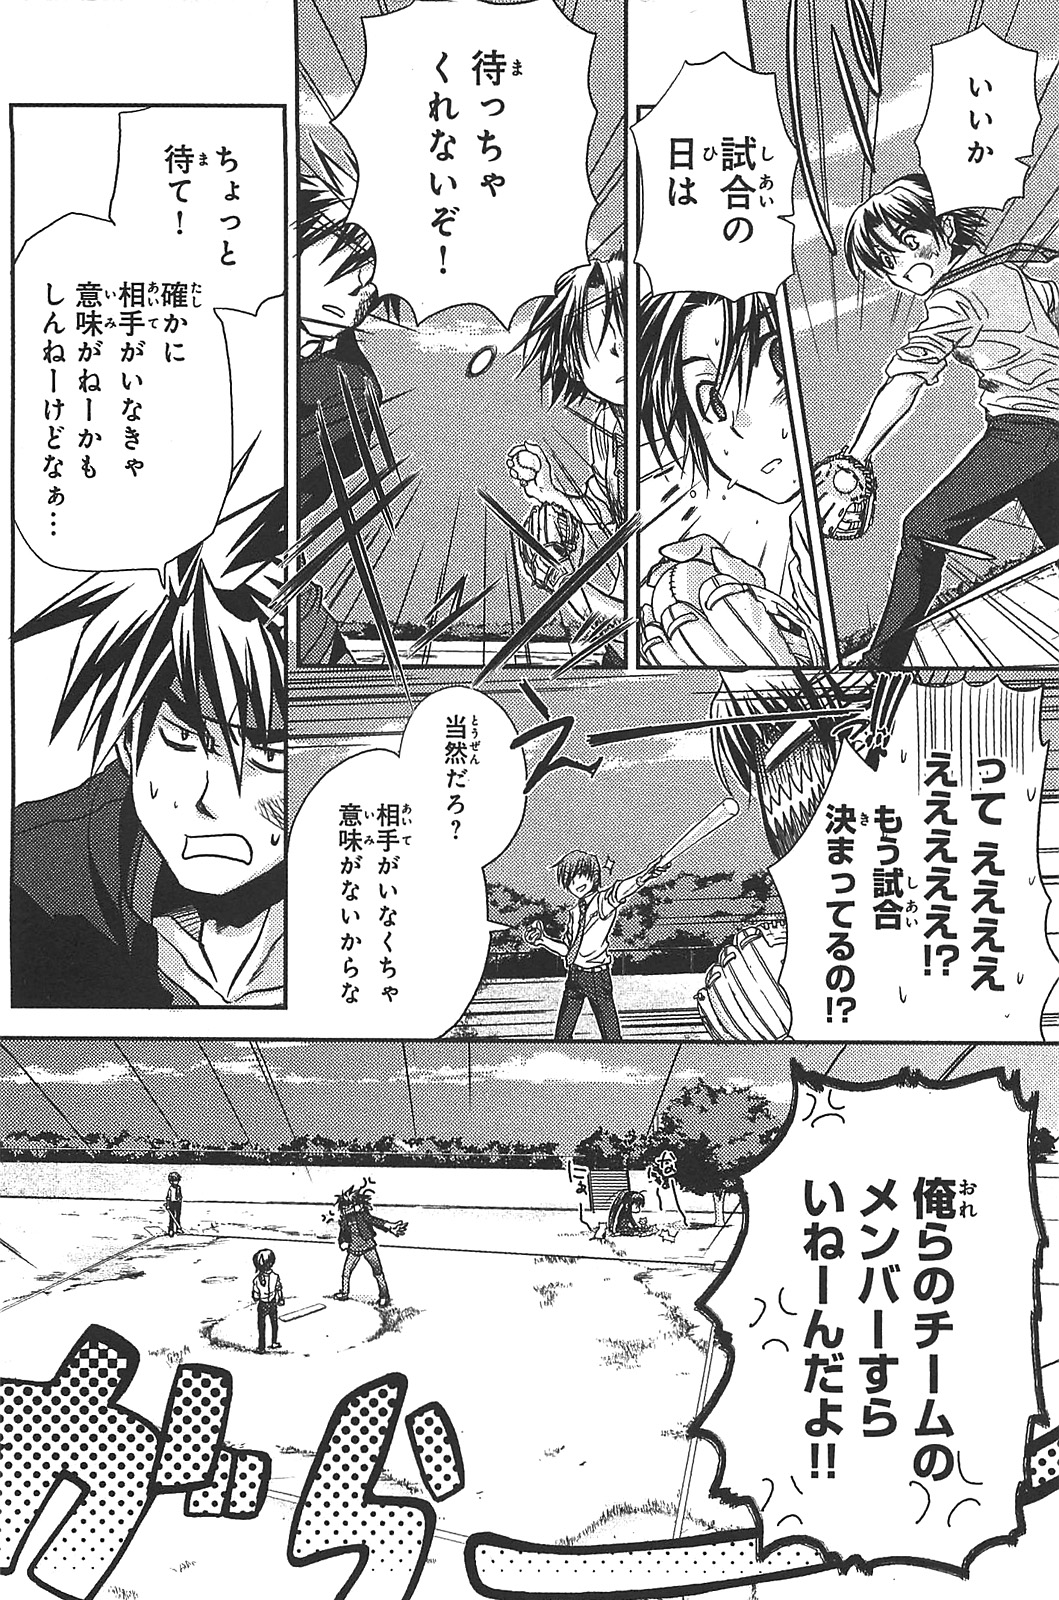 いいか
試合の
日は
待っちゃ
くれないぞ!
って ええええ
ええええええ!?
もう試合
決まってるの!?
当然だろ?
相手がいなくちゃ
意味がないからな
ちょっと
待て!
確かに
相手がいなきゃ
意味がねーかも
しんねーけどなぁ…
俺らのチームの
メンバーすら
いねーんだよ!!
ガラーン